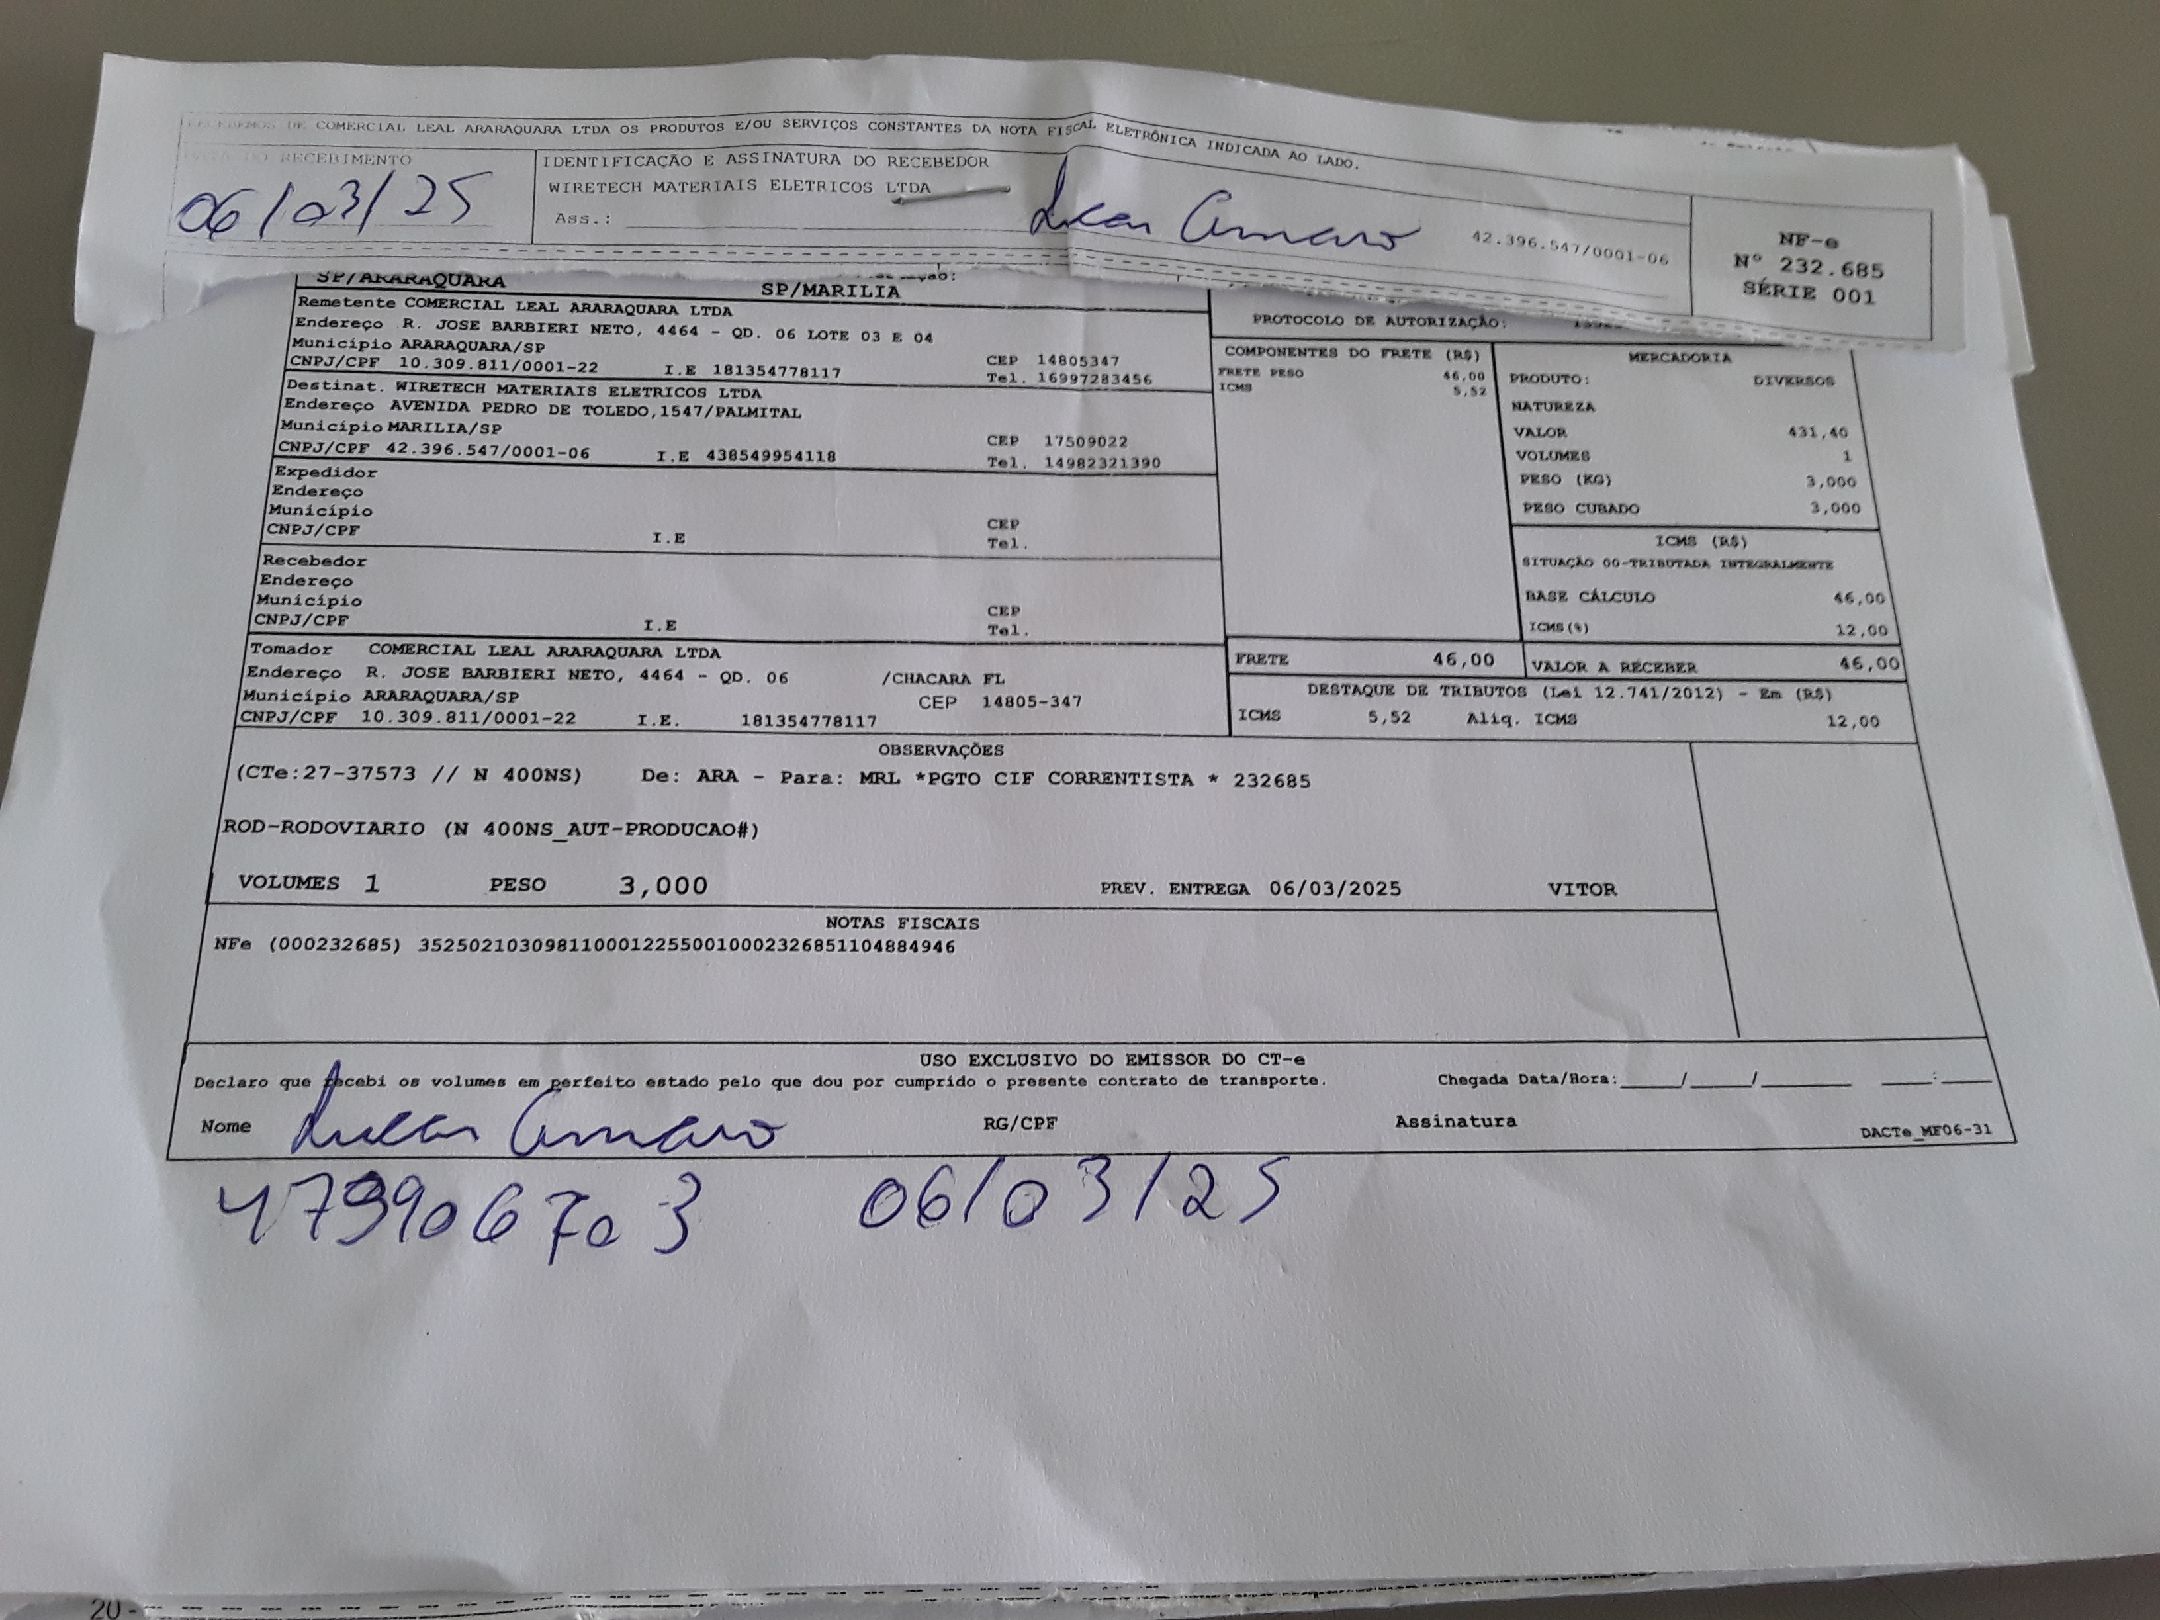 RECEBEMOS DE COMERCIAL LEAL ARARAQUARA LTDA OS PRODUTOS E/OU SERVIÇOS CONSTANTES DA NOTA FISCAL ELETRÔNICA INDICADA AO LADO.
DATA DO RECEBIMENTO
06/03/25
IDENTIFICAÇÃO E ASSINATURA DO RECEBEDOR
WIRETECH MATERIAIS ELETRICOS LTDA
Ass.: Lucas Amaro 42.396.547/0001-06
NF-e
Nº 232.685
SÉRIE 001
SP/ARARAQUARA SP/MARILIA
Remetente COMERCIAL LEAL ARARAQUARA LTDA
Endereço R. JOSE BARBIERI NETO, 4464 - QD. 06 LOTE 03 E 04
Município ARARAQUARA/SP CEP 14805347
CNPJ/CPF 10.309.811/0001-22 I.E 181354778117 Tel. 16997283456
Destinat. WIRETECH MATERIAIS ELETRICOS LTDA
Endereço AVENIDA PEDRO DE TOLEDO,1547/PALMITAL
Município MARILIA/SP CEP 17509022
CNPJ/CPF 42.396.547/0001-06 I.E 438549954118 Tel. 14982321390
Expedidor
Endereço
Município CEP
CNPJ/CPF I.E Tel.
Recebedor
Endereço
Município CEP
CNPJ/CPF I.E Tel.
Tomador COMERCIAL LEAL ARARAQUARA LTDA
Endereço R. JOSE BARBIERI NETO, 4464 - QD. 06 /CHACARA FL
Município ARARAQUARA/SP CEP 14805-347
CNPJ/CPF 10.309.811/0001-22 I.E. 181354778117
PROTOCOLO DE AUTORIZAÇÃO:
COMPONENTES DO FRETE (R$)
FRETE PESO 46,00
ICMS 5,52
MERCADORIA
PRODUTO: DIVERSOS
NATUREZA
VALOR 431,40
VOLUMES 1
PESO (KG) 3,000
PESO CUBADO 3,000
ICMS (R$)
SITUAÇÃO 00-TRIBUTADA INTEGRALMENTE
BASE CÁLCULO 46,00
ICMS(%) 12,00
FRETE 46,00 VALOR A RECEBER 46,00
DESTAQUE DE TRIBUTOS (Lei 12.741/2012) - Em (R$)
ICMS 5,52 Aliq. ICMS 12,00
OBSERVAÇÕES
(CTe:27-37573 // N 400NS) De: ARA - Para: MRL *PGTO CIF CORRENTISTA * 232685
ROD-RODOVIARIO (N 400NS_AUT-PRODUCAO#)
VOLUMES 1 PESO 3,000 PREV. ENTREGA 06/03/2025 VITOR
NOTAS FISCAIS
NFe (000232685) 35250210309811000122550010002326851104884946
USO EXCLUSIVO DO EMISSOR DO CT-e
Declaro que recebi os volumes em perfeito estado pelo que dou por cumprido o presente contrato de transporte. Chegada Data/Hora:____/____/______ ___:___
Nome Lucas Amaro RG/CPF Assinatura DACTe_MF06-31
479906703 06/03/25
20 -